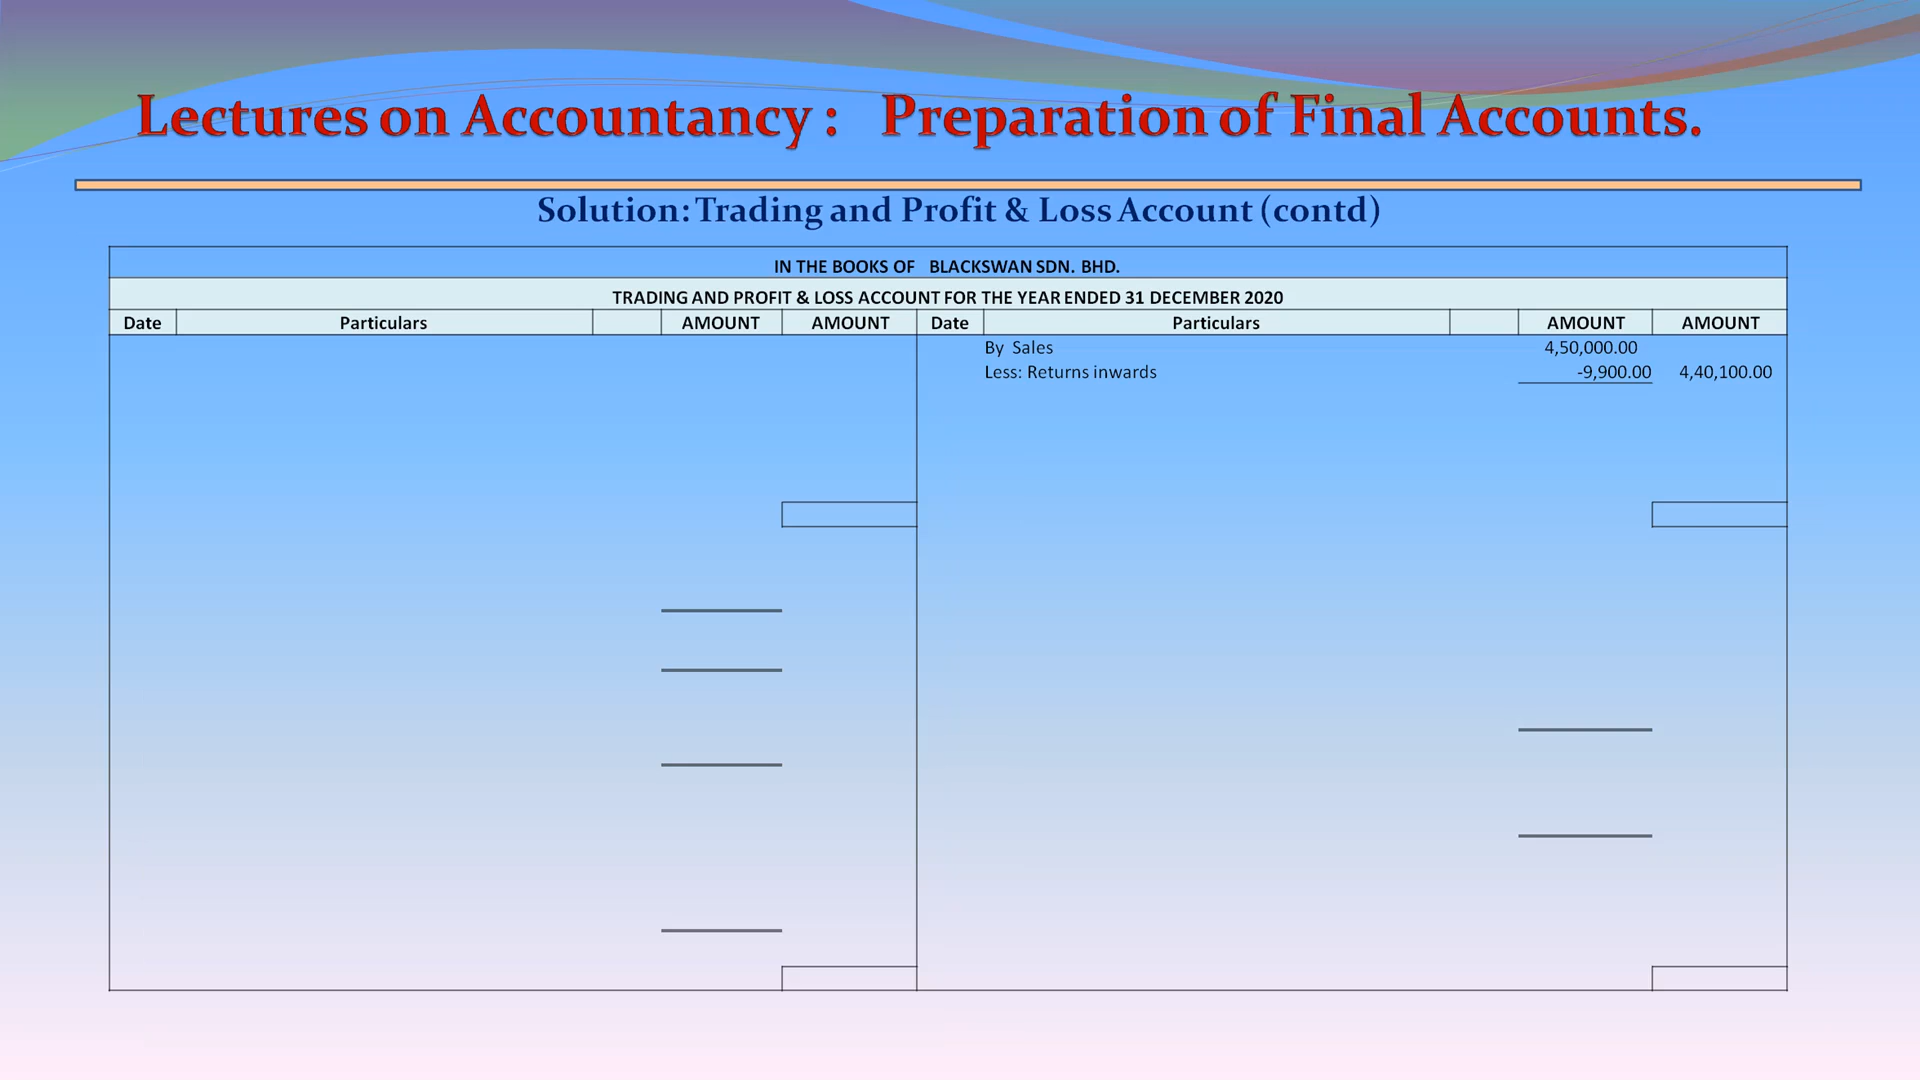 Lectures on Accountancy : Preparation of Final Accounts.
Solution: Trading and Profit & Loss Account (contd)
IN THE BOOKS OF BLACKSWAN SDN. BHD.
TRADING AND PROFIT & LOSS ACCOUNT FOR THE YEAR ENDED 31 DECEMBER 2020
Date Particulars AMOUNT AMOUNT Date Particulars AMOUNT AMOUNT
By Sales 4,50,000.00
Less: Returns inwards -9,900.00 4,40,100.00